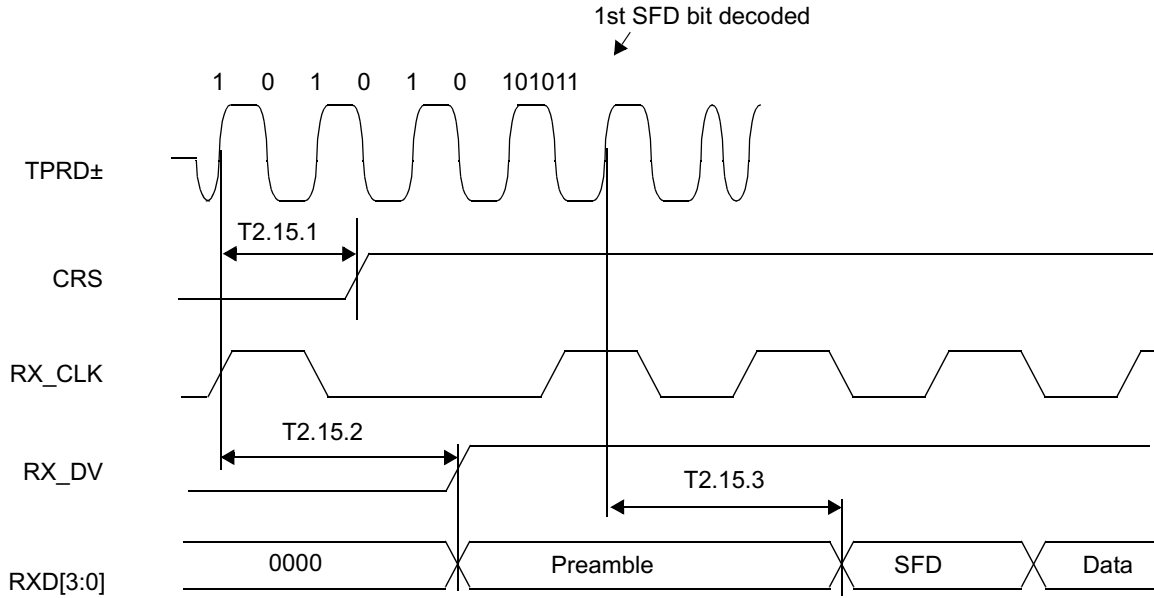 1st SFD bit decoded
1 0 1 0 1 0 101011
TPRD±
T2.15.1
CRS
RX_CLK
T2.15.2
RX_DV
T2.15.3
RXD[3:0]
0000
Preamble
SFD
Data